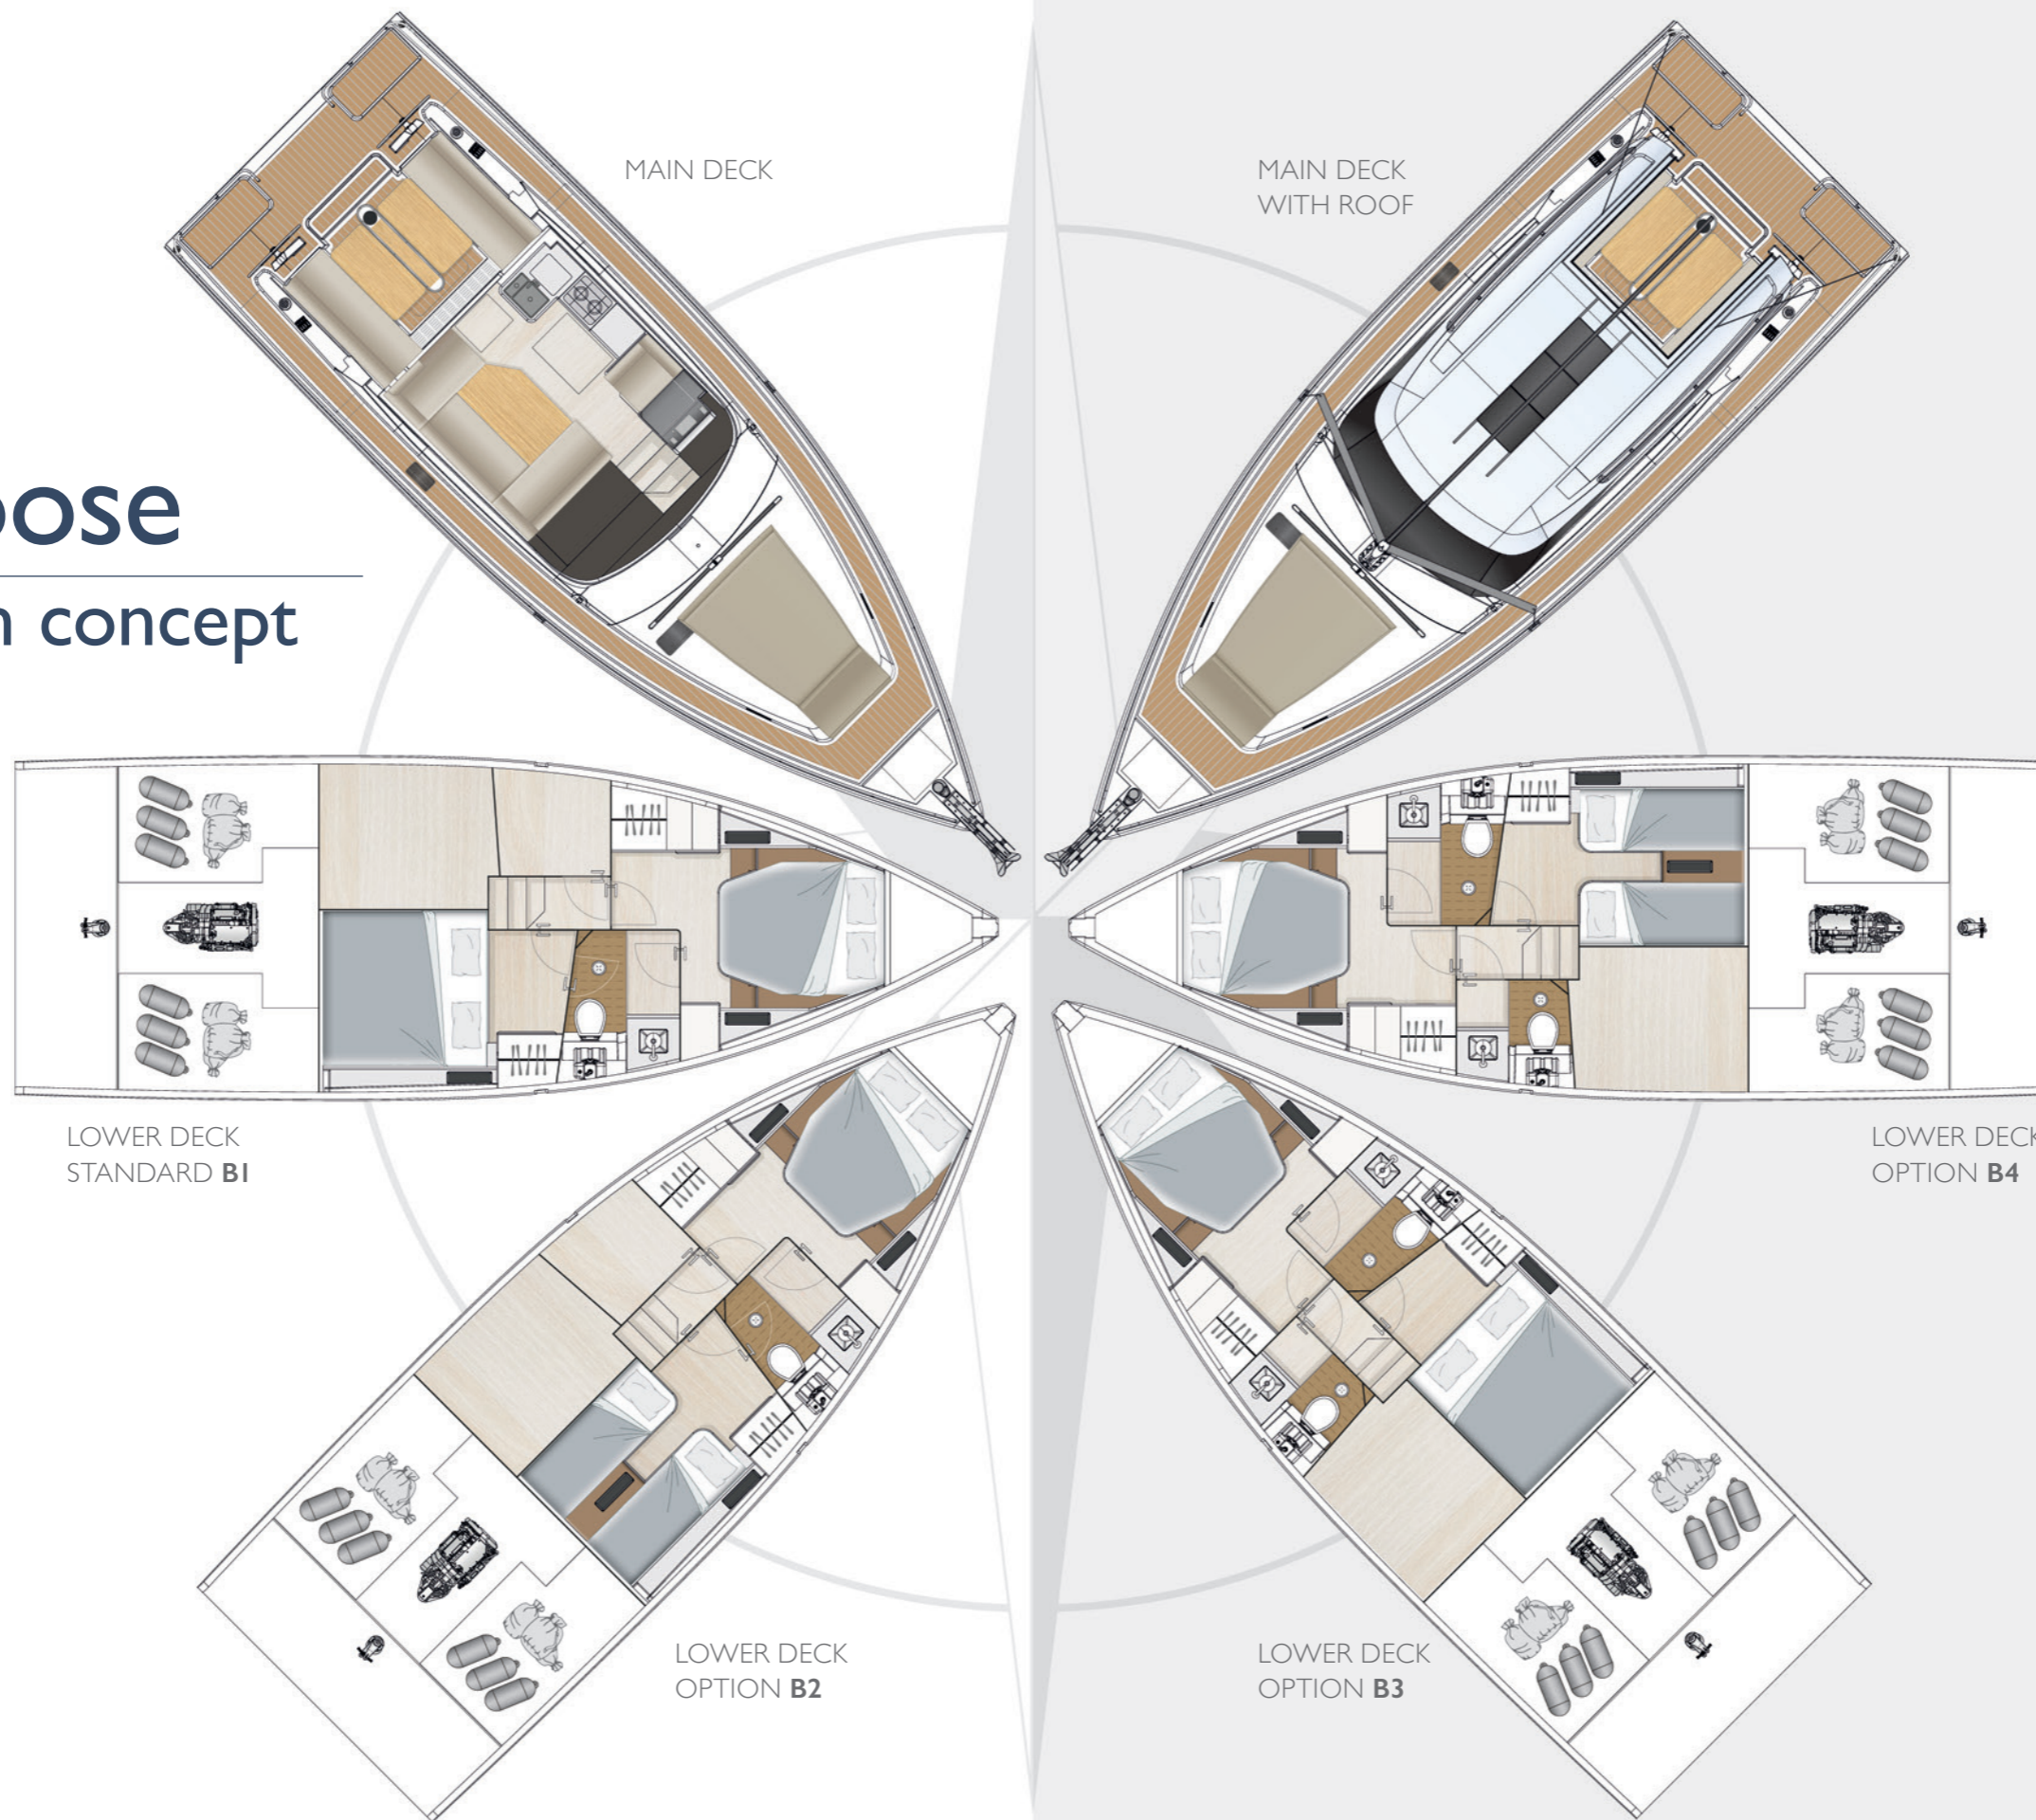 MAIN DECK
MAIN DECK
WITH ROOF
concept
LOWER DECK
STANDARD B1
LOWER DECK
OPTION B4
LOWER DECK
OPTION B2
LOWER DECK
OPTION B3